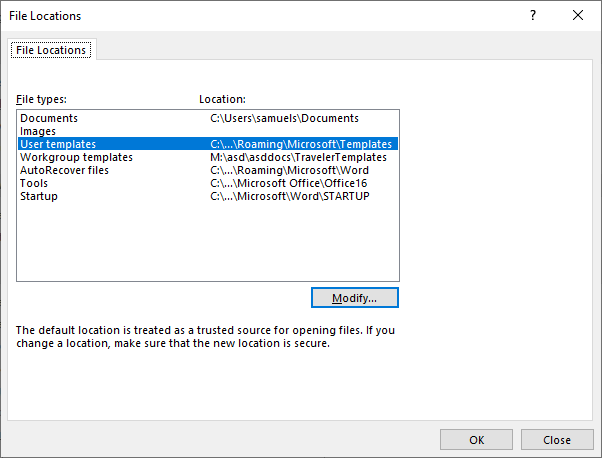 File Locations
? ×
File Locations
File types: Location:
Documents C:\Users\samuels\Documents
Images
User templates C:\...\Roaming\Microsoft\Templates
Workgroup templates M:\asd\asddocs\TravelerTemplates
AutoRecover files C:\...\Roaming\Microsoft\Word
Tools C:\...\Microsoft Office\Office16
Startup C:\...\Microsoft\Word\STARTUP
Modify...
The default location is treated as a trusted source for opening files. If you
change a location, make sure that the new location is secure.
OK Close